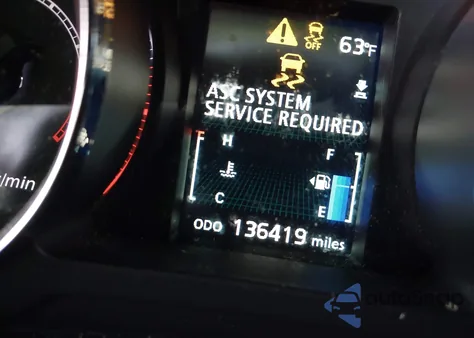 OFF
63°F
ASC SYSTEM
SERVICE REQUIRED
H
F
C
E
r/min
ODO 136419 miles